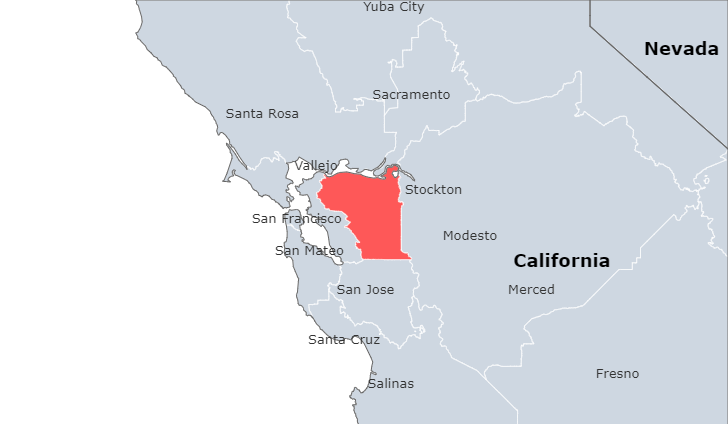 Yuba City
Nevada
Sacramento
Santa Rosa
Vallejo
Stockton
San Francisco
Modesto
San Mateo
California
San Jose
Merced
Santa Cruz
Fresno
Salinas